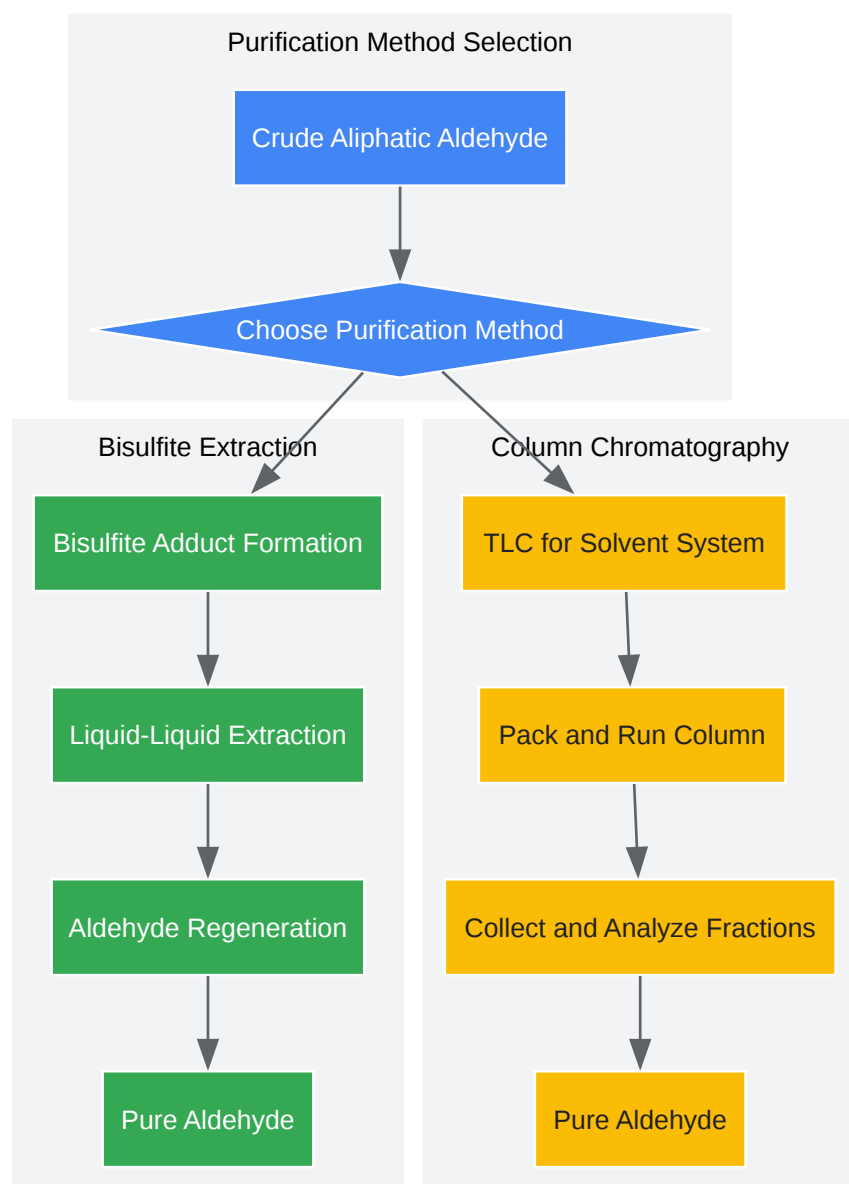 Purification Method Selection
Crude Aliphatic Aldehyde
Choose Purification Method
Bisulfite Extraction
Bisulfite Adduct Formation
Liquid-Liquid Extraction
Aldehyde Regeneration
Pure Aldehyde
Column Chromatography
TLC for Solvent System
Pack and Run Column
Collect and Analyze Fractions
Pure Aldehyde